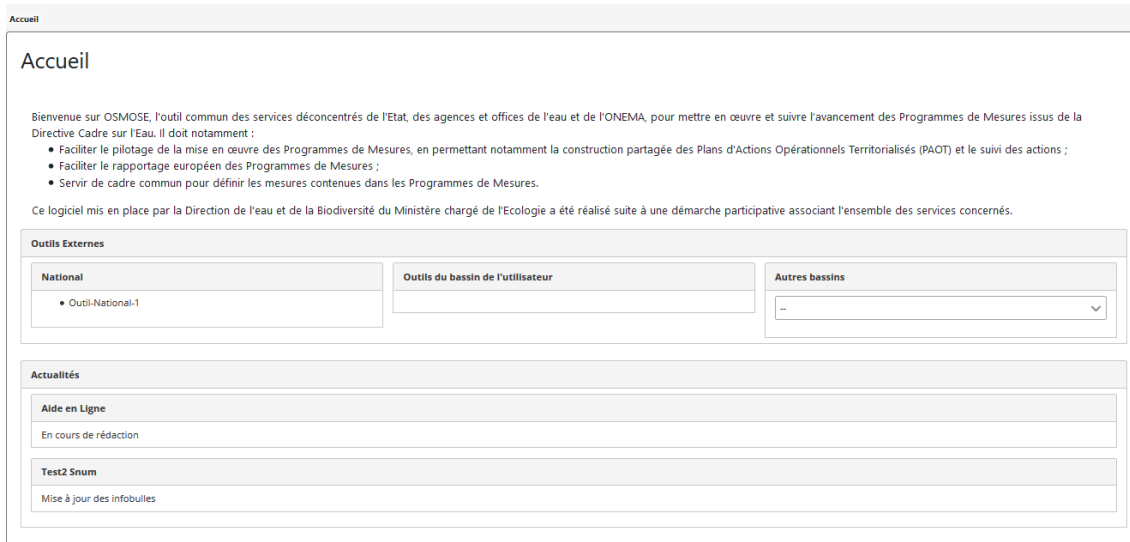 Accueil
Accueil
Bienvenue sur OSMOSE, l'outil commun des services déconcentrés de l'Etat, des agences et offices de l'eau et de l'ONEMA, pour mettre en œuvre et suivre l'avancement des Programmes de Mesures issus de la
Directive Cadre sur l'Eau. Il doit notamment :
• Faciliter le pilotage de la mise en œuvre des Programmes de Mesures, en permettant notamment la construction partagée des Plans d'Actions Opérationnels Territorialisés (PAOT) et le suivi des actions ;
• Faciliter le rapportage européen des Programmes de Mesures ;
• Servir de cadre commun pour définir les mesures contenues dans les Programmes de Mesures.
Ce logiciel mis en place par la Direction de l'eau et de la Biodiversité du Ministère chargé de l'Ecologie a été réalisé suite à une démarche participative associant l'ensemble des services concernés.
Outils Externes
National
• Outil-National-1
Outils du bassin de l'utilisateur
Autres bassins
--
Actualités
Aide en Ligne
En cours de rédaction
Test2 Snum
Mise à jour des infobulles